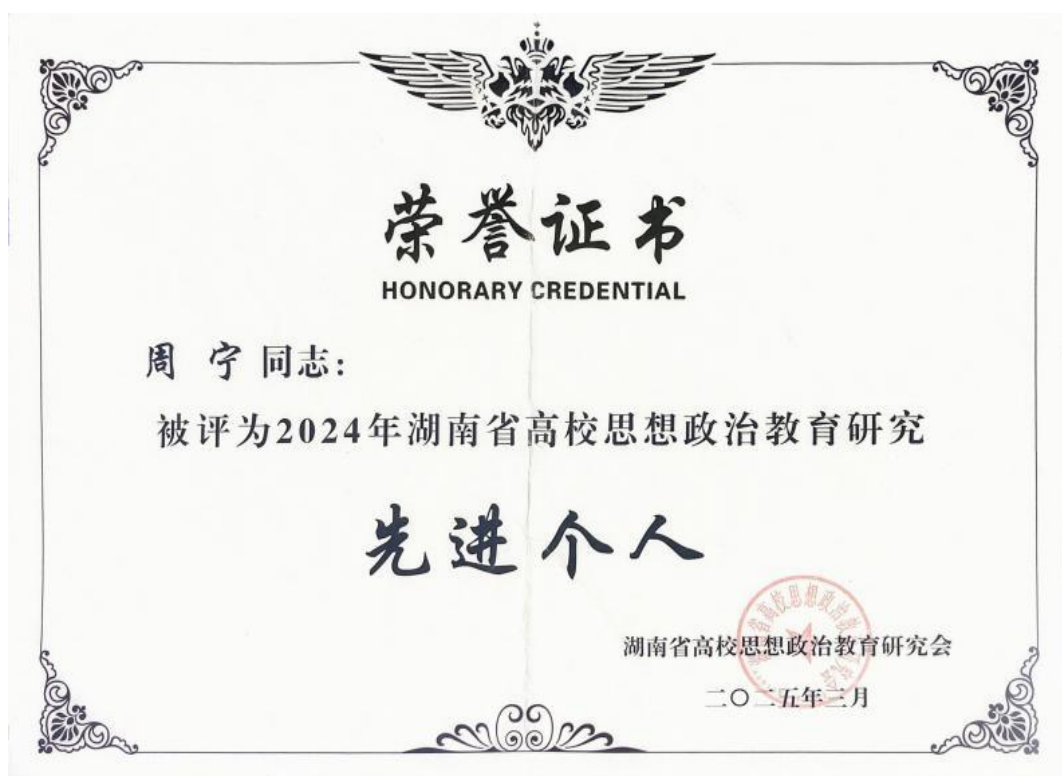 荣誉证书
HONORARY CREDENTIAL
周 宁 同志:
被评为2024年湖南省高校思想政治教育研究
先进个人
湖南省高校思想政治教育研究会
二〇二五年三月